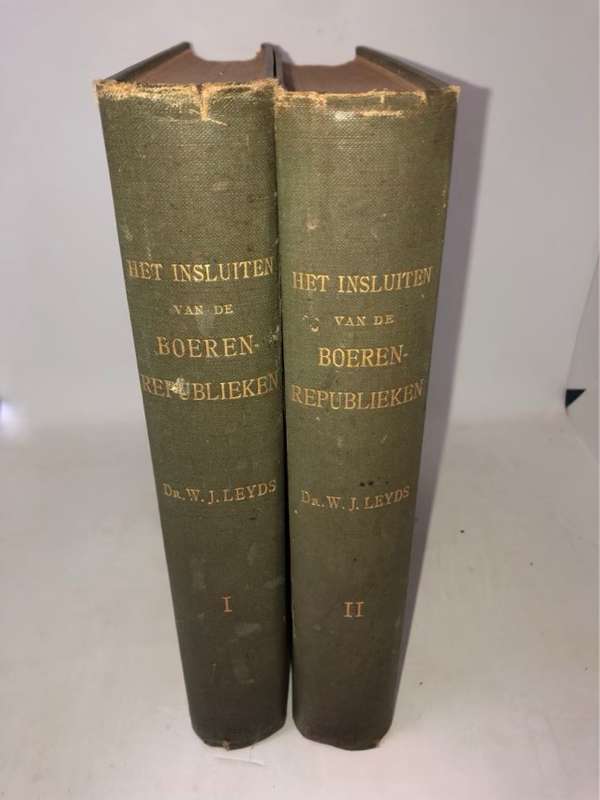 HET INSLUITEN
VAN DE
BOEREN-
REPUBLIEKEN
DR. W. J. LEYDS
I
HET INSLUITEN
VAN DE
BOEREN-
REPUBLIEKEN
DR. W. J. LEYDS
II